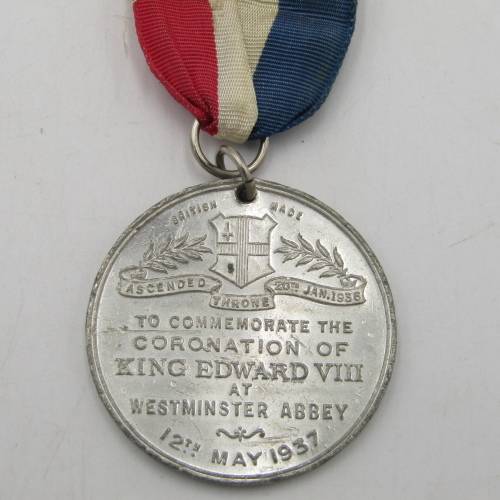 BRITISH MADE
ASCENDED THRONE 20TH JAN. 1936
TO COMMEMORATE THE
CORONATION OF
KING EDWARD VIII
AT
WESTMINSTER ABBEY
12TH MAY 1937